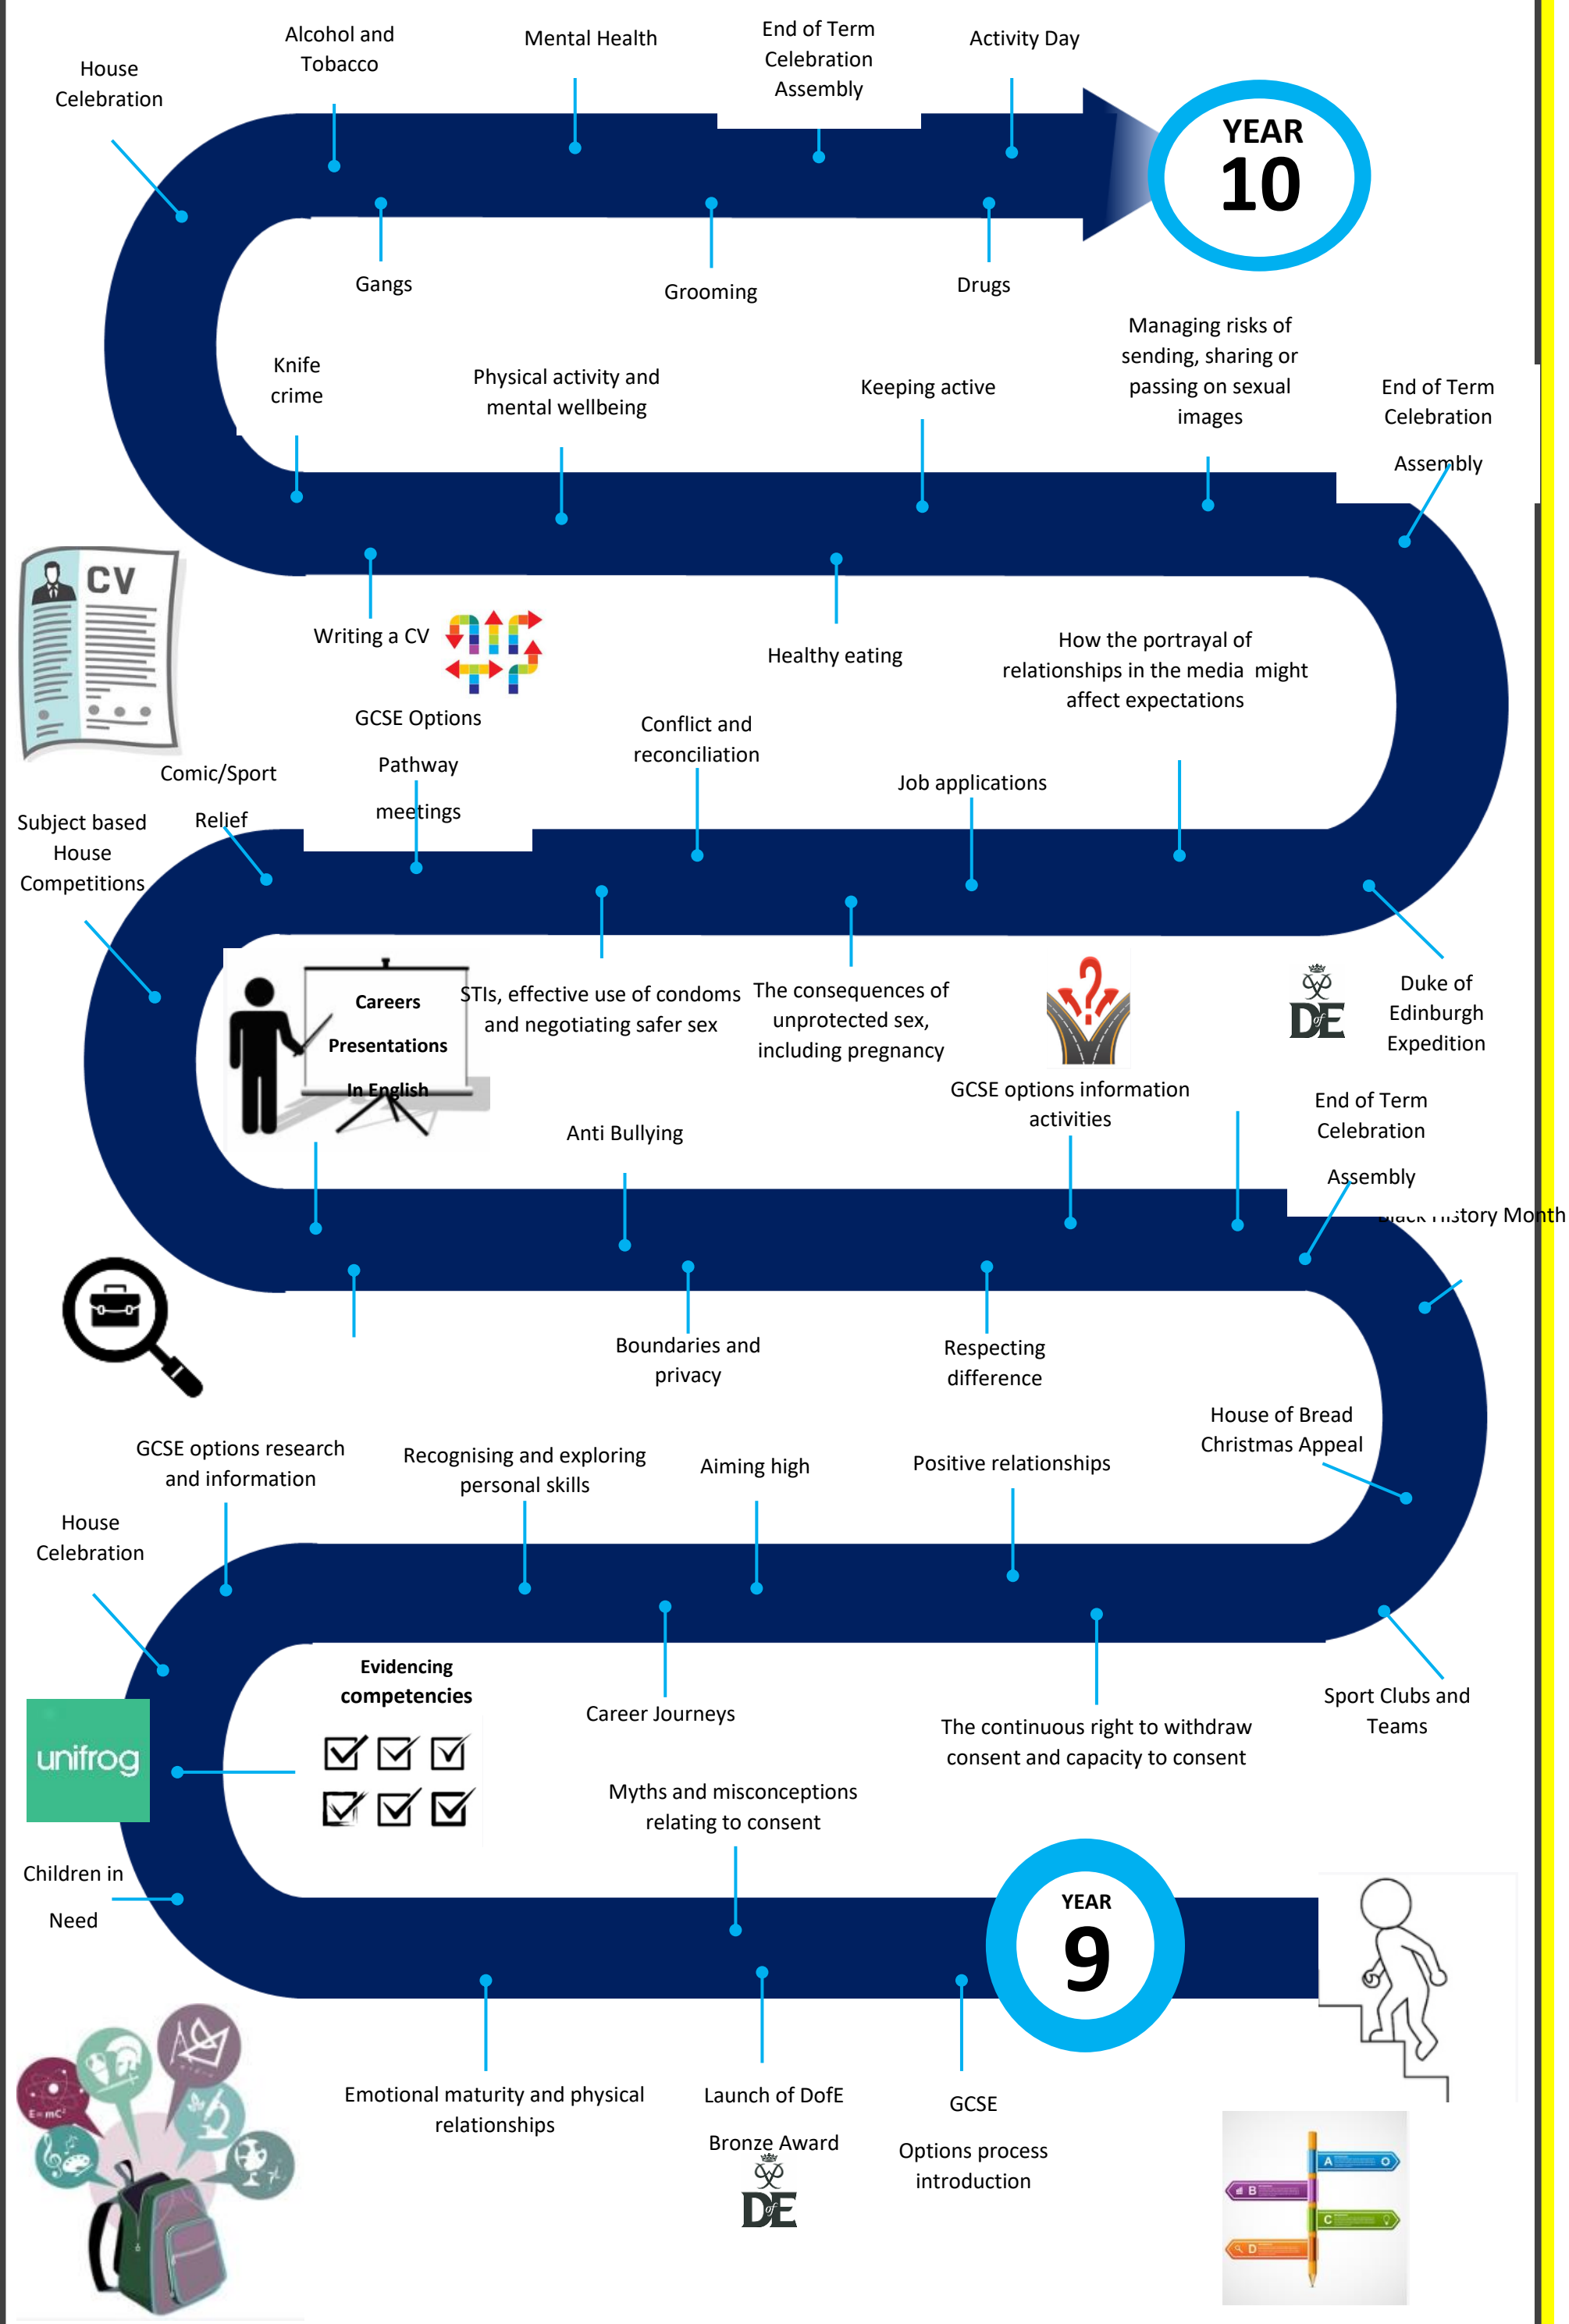 Alcohol and
Tobacco
Mental Health
End of Term
Celebration
Assembly
Activity Day
House
Celebration
YEAR
10
Gangs
Grooming
Drugs
Knife
crime
Physical activity and
mental wellbeing
Keeping active
Managing risks of
sending, sharing or
passing on sexual
images
End of Term
Celebration
Assembly
CV
Writing a CV
Healthy eating
How the portrayal of
relationships in the media might
affect expectations
GCSE Options
Pathway
meetings
Conflict and
reconciliation
Job applications
Comic/Sport
Relief
Subject based
House
Competitions
Careers
Presentations
In English
STIs, effective use of condoms
and negotiating safer sex
The consequences of
unprotected sex,
including pregnancy
DofE
Duke of
Edinburgh
Expedition
GCSE options information
activities
Anti Bullying
End of Term
Celebration
Assembly
Black History Month
Boundaries and
privacy
Respecting
difference
House of Bread
Christmas Appeal
GCSE options research
and information
Recognising and exploring
personal skills
Aiming high
Positive relationships
House
Celebration
Evidencing
competencies
Career Journeys
The continuous right to withdraw
consent and capacity to consent
Sport Clubs and
Teams
unifrog
Myths and misconceptions
relating to consent
Children in
Need
YEAR
9
Emotional maturity and physical
relationships
Launch of DofE
Bronze Award
DofE
GCSE
Options process
introduction
E=mc²
A
B
C
D